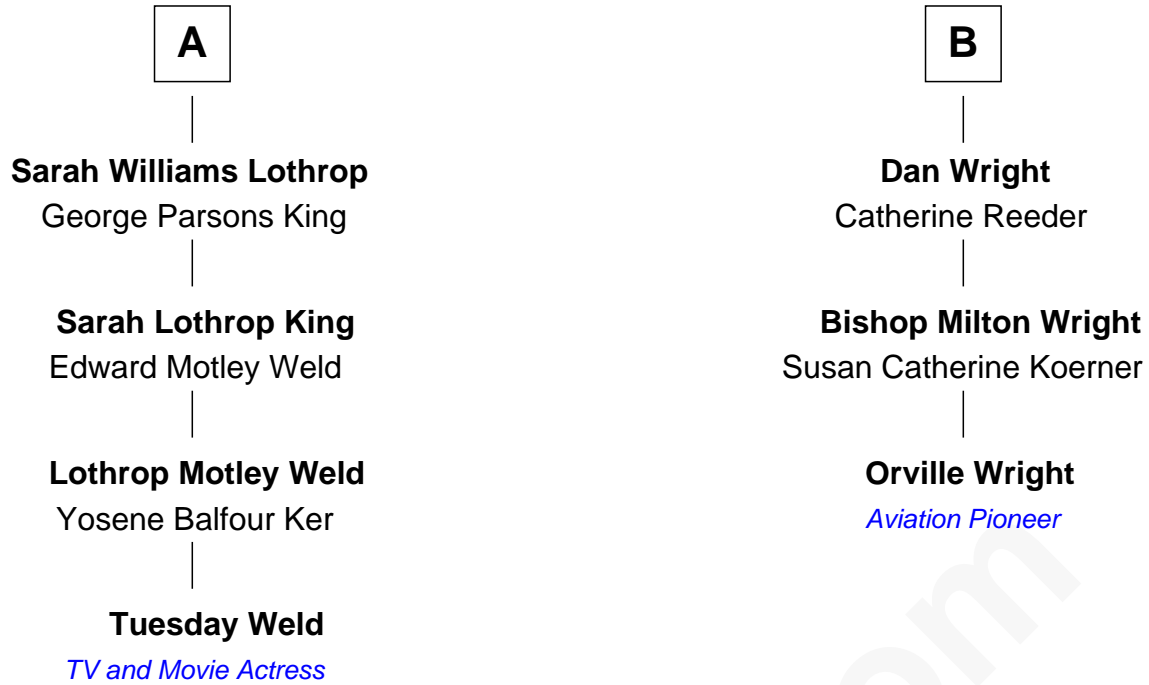 A
Sarah Williams Lothrop
George Parsons King
Sarah Lothrop King
Edward Motley Weld
Lothrop Motley Weld
Yosene Balfour Ker
Tuesday Weld
TV and Movie Actress
B
Dan Wright
Catherine Reeder
Bishop Milton Wright
Susan Catherine Koerner
Orville Wright
Aviation Pioneer